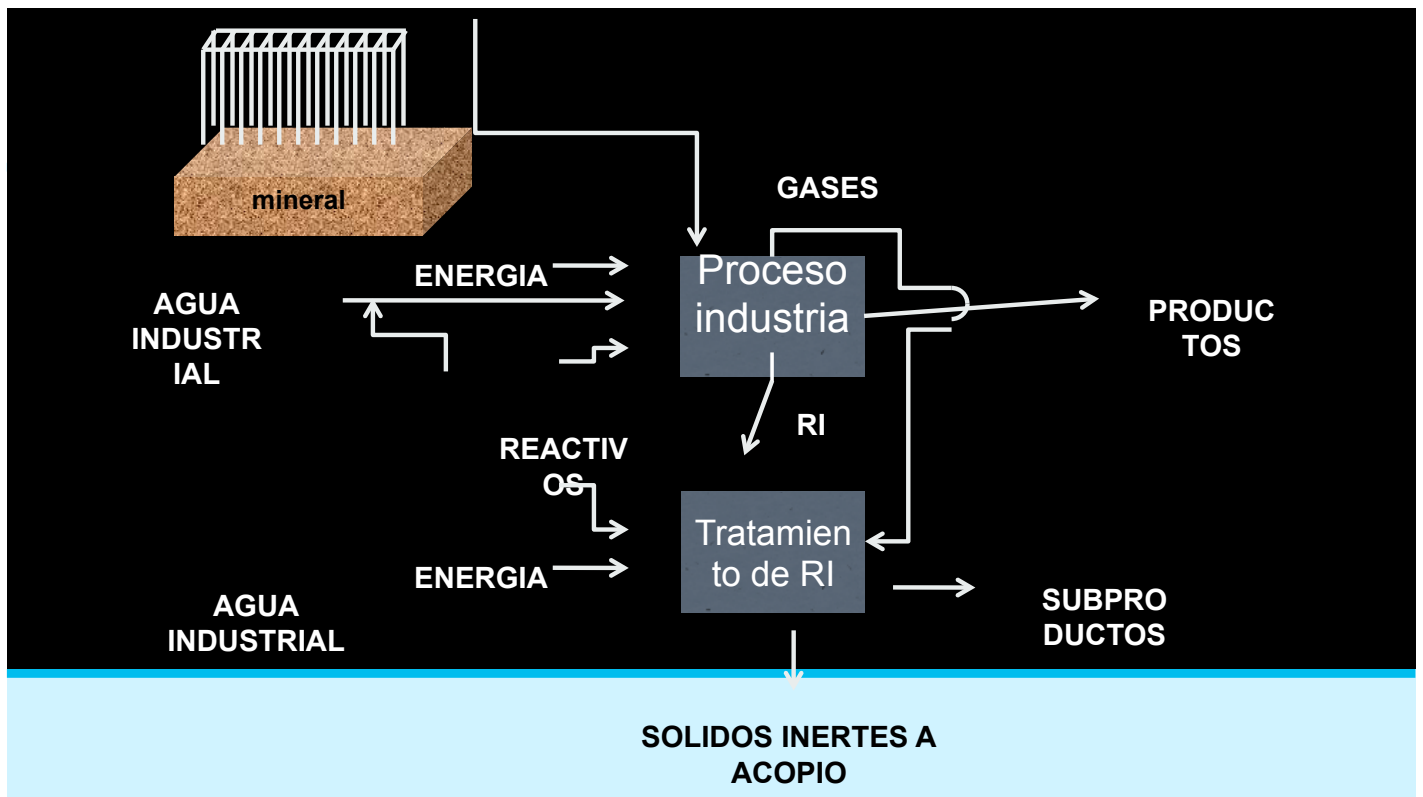 mineral
GASES
ENERGIA
Proceso
industria
AGUA
INDUSTR
IAL
PRODUC
TOS
RI
REACTIV
OS
Tratamien
to de RI
ENERGIA
AGUA
INDUSTRIAL
SUBPRO
DUCTOS
SOLIDOS INERTES A
ACOPIO